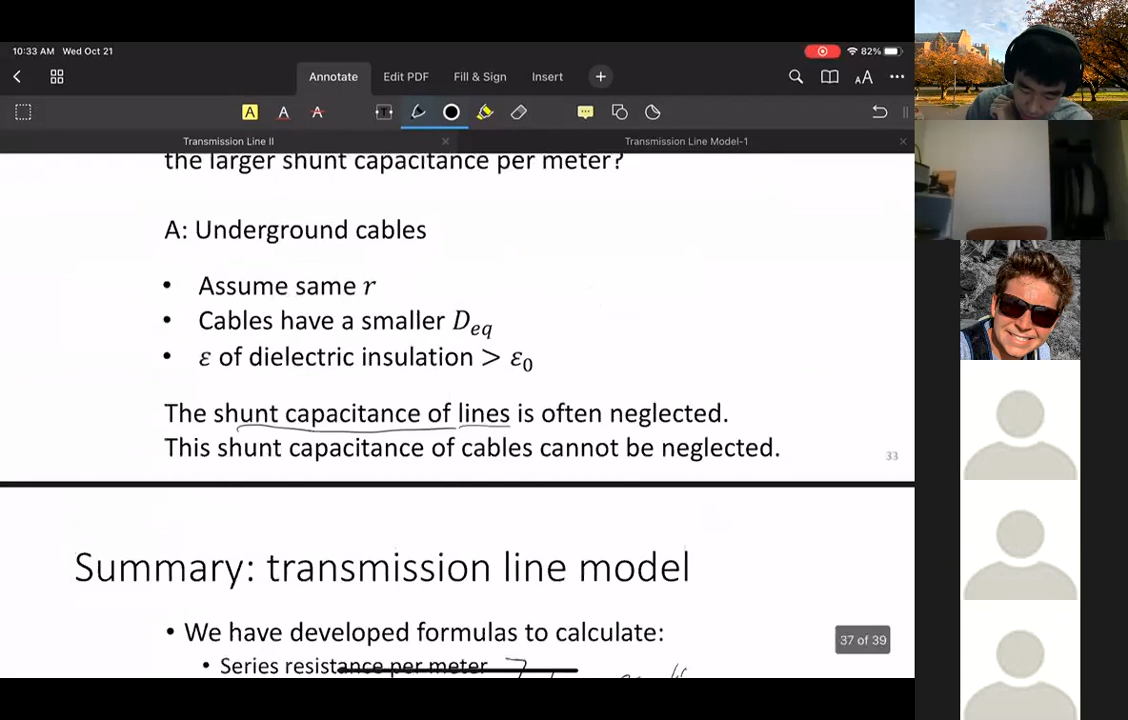 10:33 AM Wed Oct 21
82%
Annotate Edit PDF Fill & Sign Insert
Transmission Line II
Transmission Line Model-1
the larger shunt capacitance per meter?
A: Underground cables
• Assume same r
• Cables have a smaller D_eq
• ε of dielectric insulation > ε₀
The shunt capacitance of lines is often neglected.
This shunt capacitance of cables cannot be neglected.
33
Summary: transmission line model
• We have developed formulas to calculate:
37 of 39
• Series resistance per meter